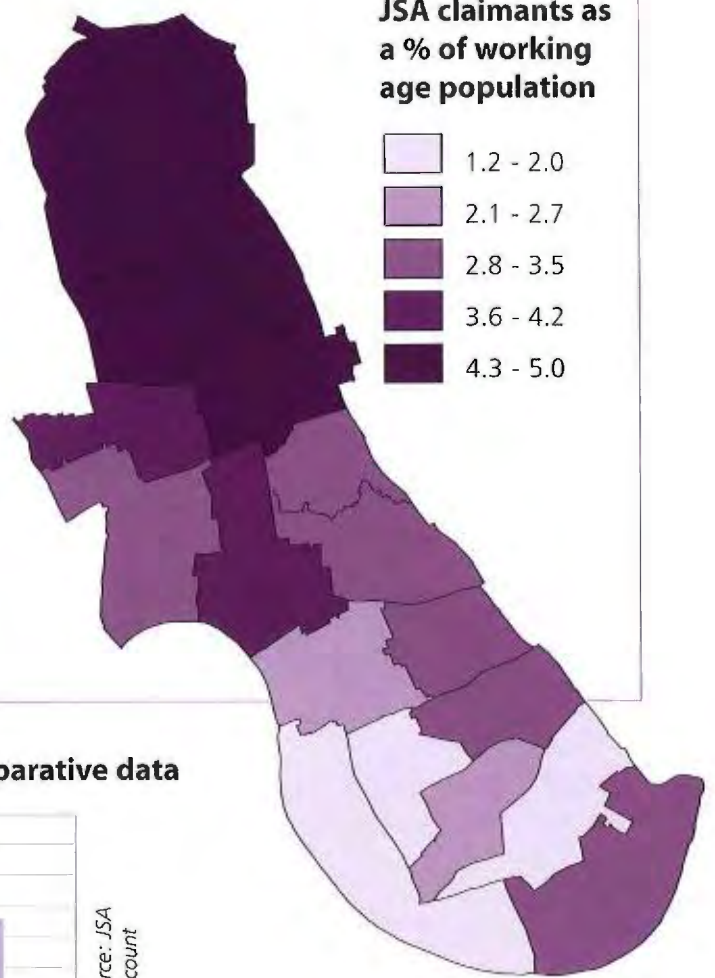 JSA claimants as
a % of working
age population
1.2 - 2.0
2.1 - 2.7
2.8 - 3.5
3.6 - 4.2
4.3 - 5.0
data
JSA
count